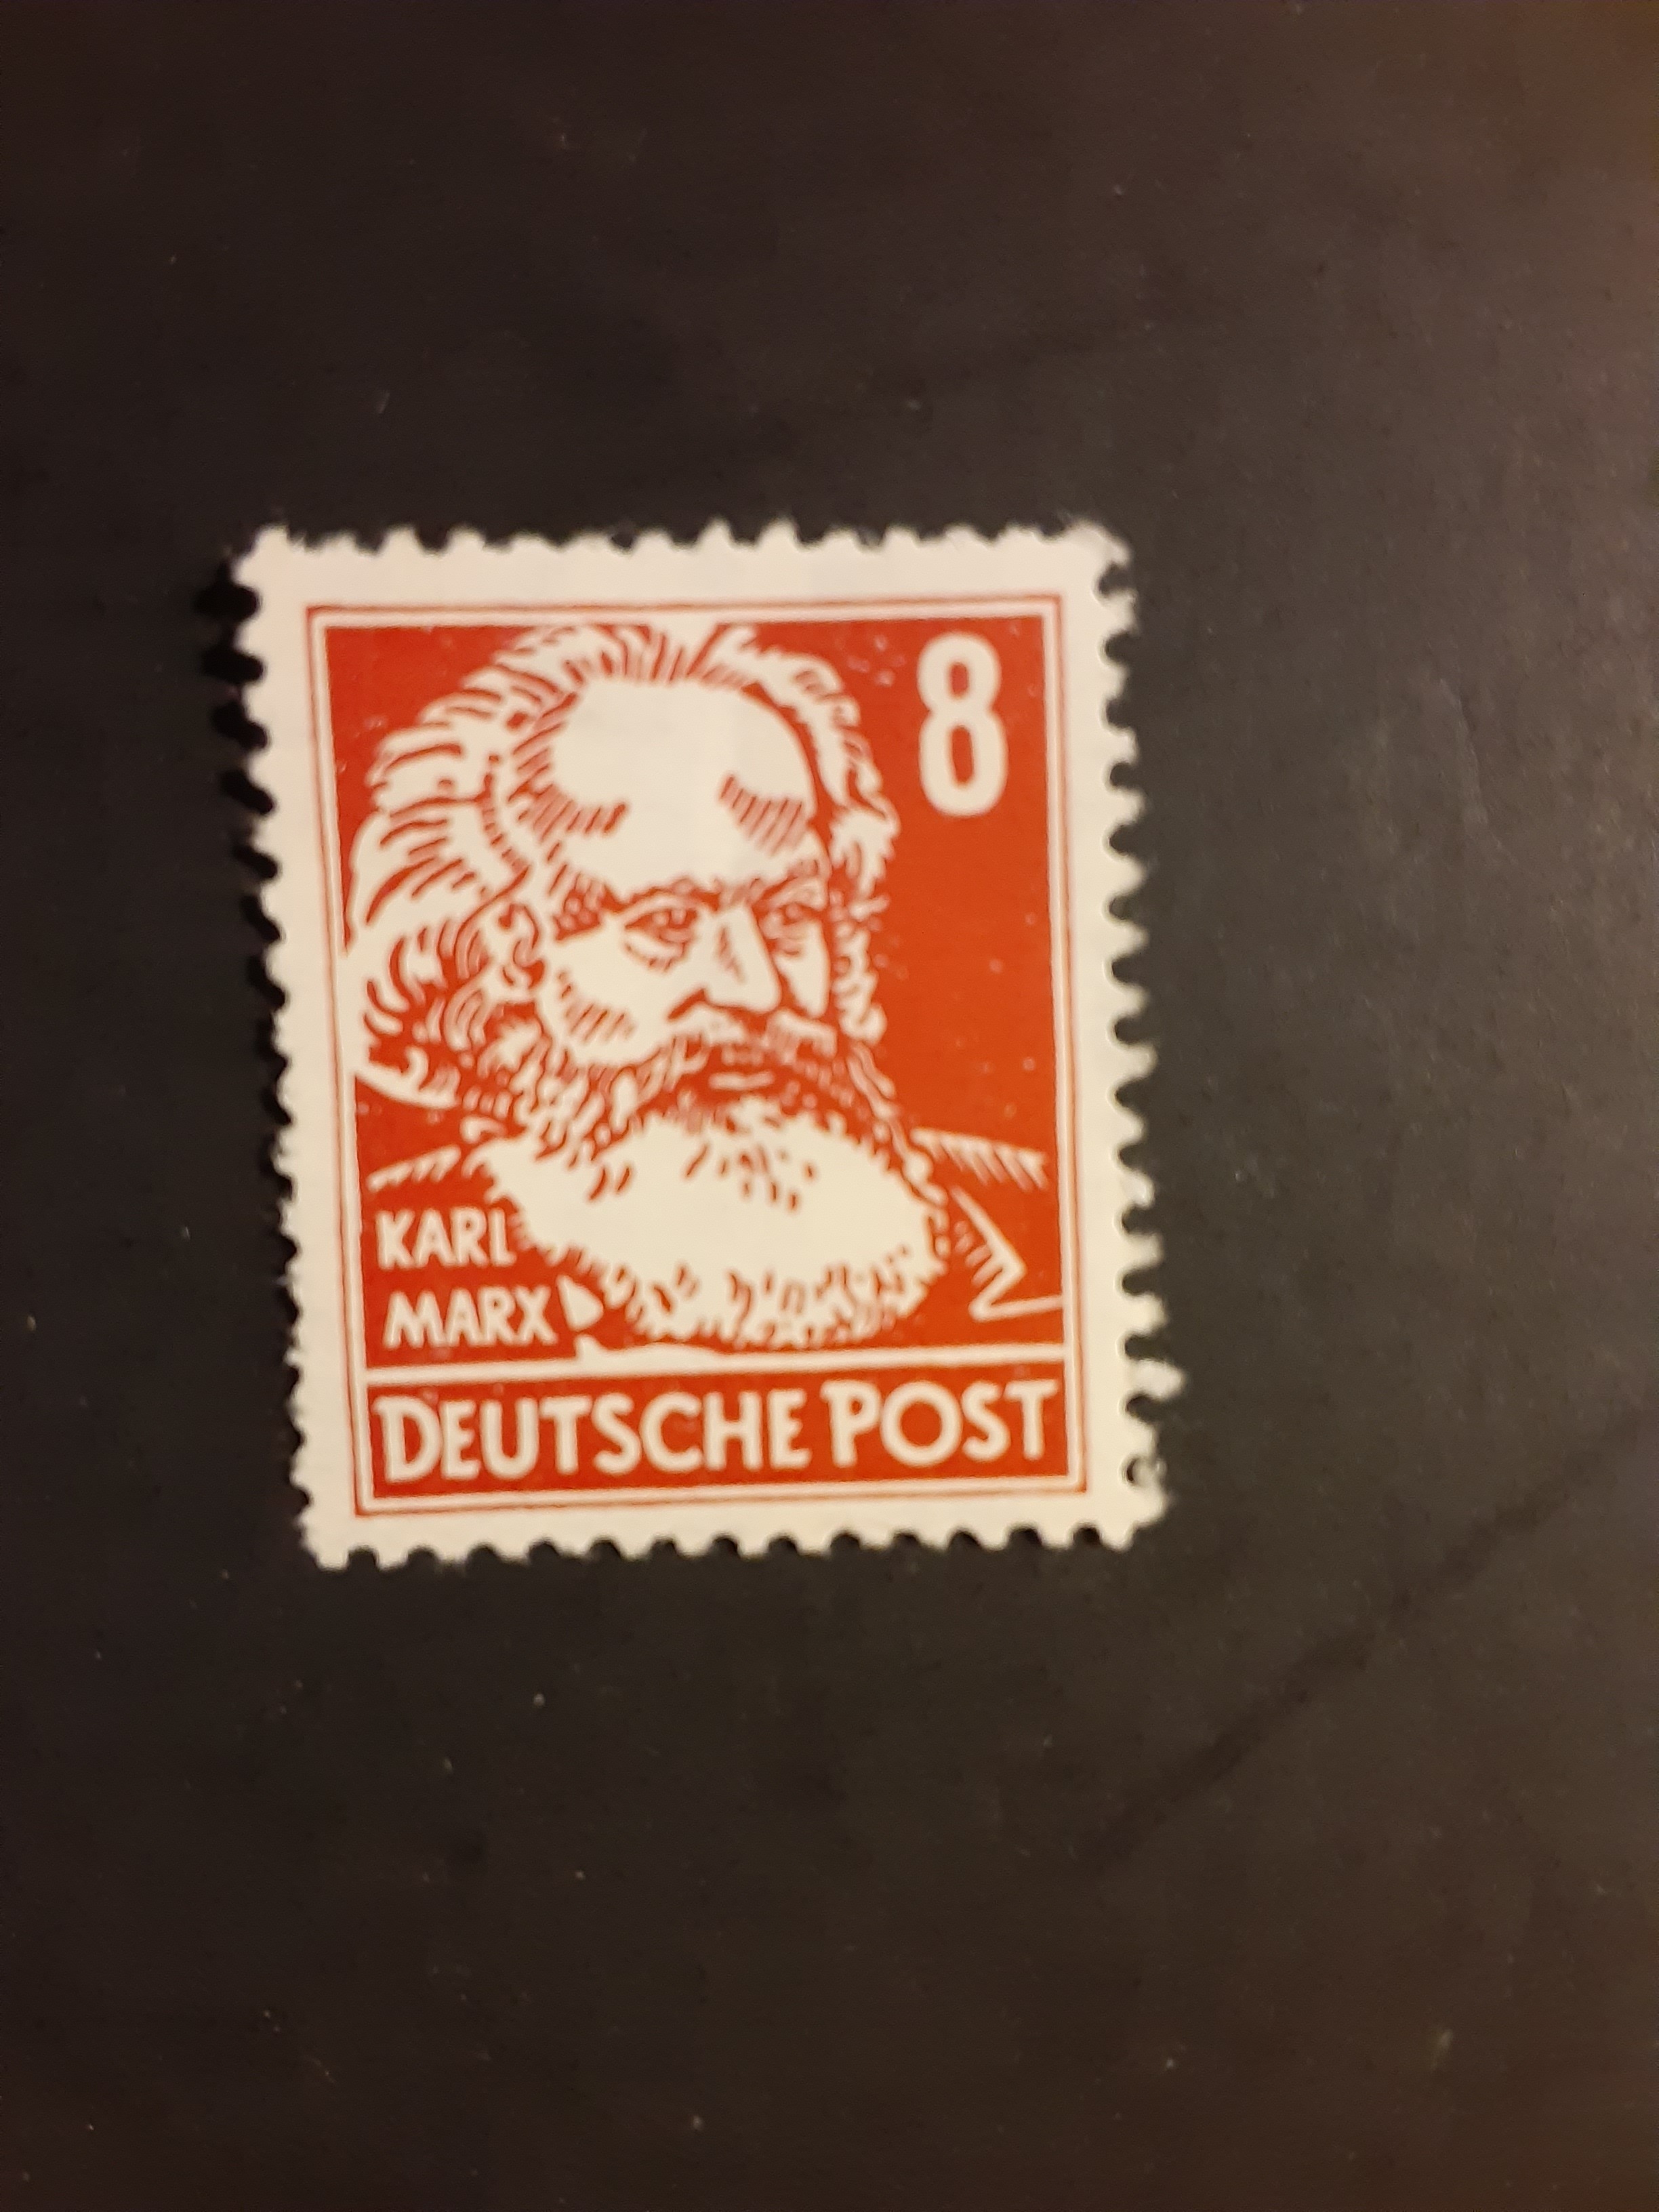 8
KARL
MARX
DEUTSCHE POST